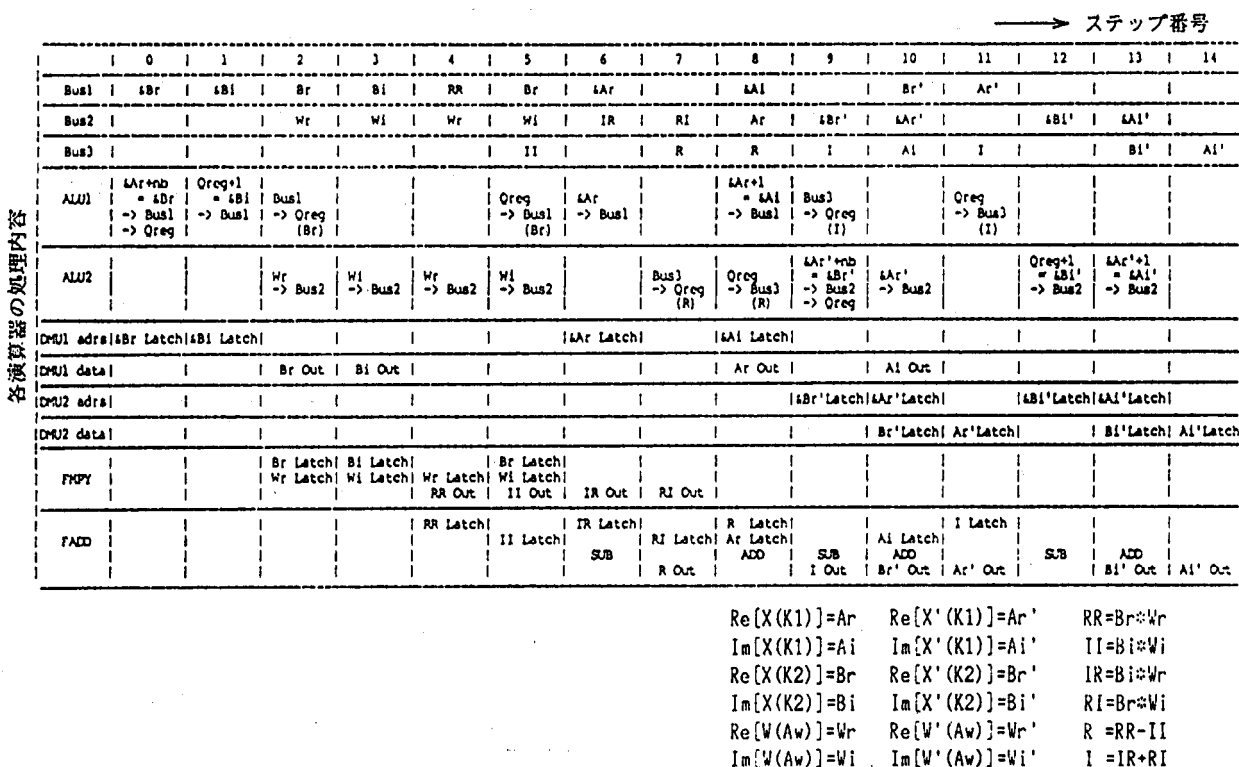 → ステップ番号
各演算器の処理内容
| | 0 | 1 | 2 | 3 | 4 | 5 | 6 | 7 | 8 | 9 | 10 | 11 | 12 | 13 | 14
| Bus1 | &Br | &Bi | Br | Bi | RR | Br | &Ar | | &Ai | | Br' | Ar' | | |
| Bus2 | | | Wr | Wi | Wr | Wi | IR | RI | Ar | &Br' | &Ar' | | &Bi' | &Ai' |
| Bus3 | | | | | | II | | R | R | I | Ai | I | | Bi' | Ai'
| | &Ar+nb | Qreg+1 | | | | | | | &Ar+1 | | | | | |
| ALU1 | = &Br | = &Bi | Bus1 | | | Qreg | &Ar | | = &Ai | Bus3 | | Qreg | | |
| | -> Bus1 | -> Bus1 | -> Qreg | | | -> Bus1 | -> Bus1 | | -> Bus1 | -> Qreg | | -> Bus3 | | |
| | -> Qreg | | (Br) | | | (Br) | | | | (I) | | (I) | | |
| | | | | | | | | | | &Ar'+nb | | | Qreg+1 | &Ar'+1 |
| ALU2 | | | Wr | Wi | Wr | Wi | | Bus3 | Qreg | = &Br' | &Ar' | | = &Bi' | = &Ai' |
| | | | -> Bus2 | -> Bus2 | -> Bus2 | -> Bus2 | | -> Qreg | -> Bus3 | -> Bus2 | -> Bus2 | | -> Bus2 | -> Bus2 |
| | | | | | | | | (R) | (R) | -> Qreg | | | | |
|DMU1 adrs|&Br Latch|&Bi Latch| | | | |&Ar Latch| |&Ai Latch| | | | | |
|DMU1 data| | | Br Out | Bi Out | | | | | Ar Out | | Ai Out | | | |
|DMU2 adrs| | | | | | | | | |&Br'Latch|&Ar'Latch| |&Bi'Latch|&Ai'Latch|
|DMU2 data| | | | | | | | | | | Br'Latch| Ar'Latch| | Bi'Latch| Ai'Latch
| | | | Br Latch| Bi Latch| | Br Latch| | | | | | | | |
| FMPY | | | Wr Latch| Wi Latch| Wr Latch| Wi Latch| | | | | | | | |
| | | | | | RR Out | II Out | IR Out | RI Out | | | | | | |
| | | | | | RR Latch| | IR Latch| | R Latch| | | I Latch | | |
| FADD | | | | | | II Latch| | RI Latch| Ar Latch| | Ai Latch| | | |
| | | | | | | | SUB | | ADD | SUB | ADD | | SUB | ADD |
| | | | | | | | | R Out | | I Out | Br' Out | Ar' Out | | Bi' Out | Ai' Out
Re[X(K1)]=Ar Re[X'(K1)]=Ar' RR=Br*Wr
Im[X(K1)]=Ai Im[X'(K1)]=Ai' II=Bi*Wi
Re[X(K2)]=Br Re[X'(K2)]=Br' IR=Bi*Wr
Im[X(K2)]=Bi Im[X'(K2)]=Bi' RI=Br*Wi
Re[W(Aw)]=Wr Re[W'(Aw)]=Wr' R =RR-II
Im[W(Aw)]=Wi Im[W'(Aw)]=Wi' I =IR+RI